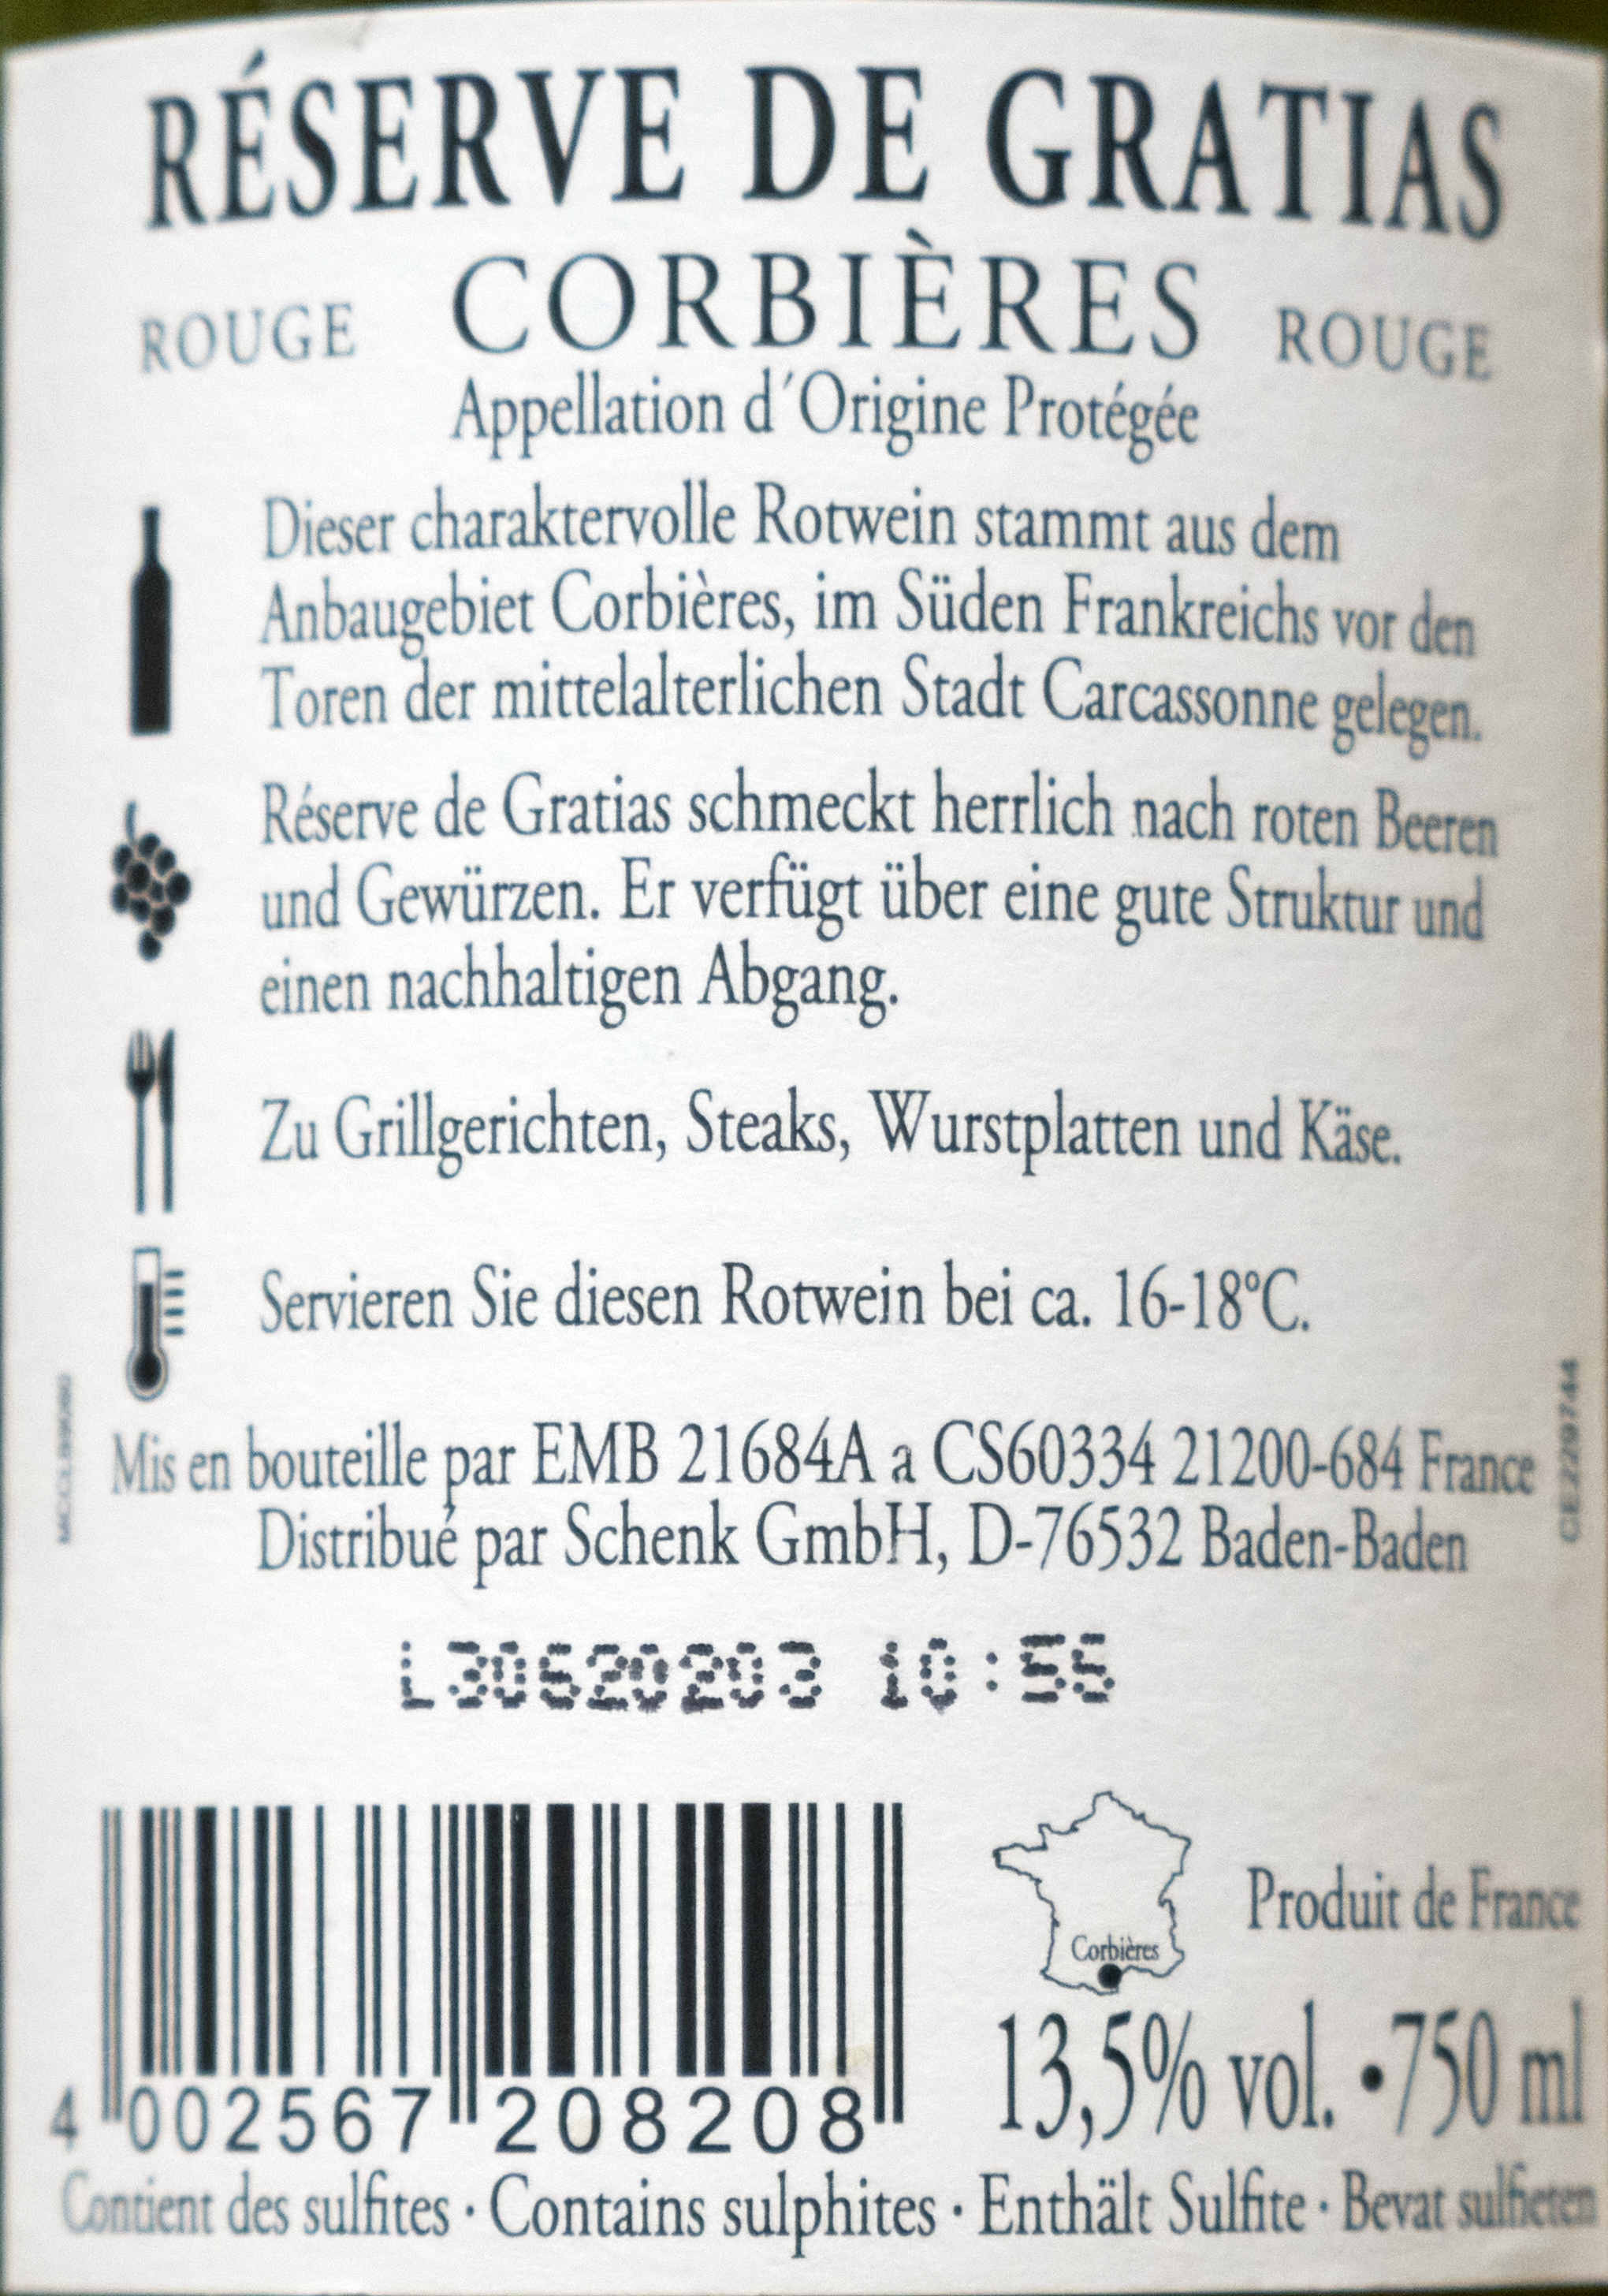 RÉSERVE DE GRATIAS
ROUGE CORBIÈRES ROUGE
Appellation d´Origine Protégée
Dieser charaktervolle Rotwein stammt aus dem
Anbaugebiet Corbières, im Süden Frankreichs vor den
Toren der mittelalterlichen Stadt Carcassonne gelegen.
Réserve de Gratias schmeckt herrlich nach roten Beeren
und Gewürzen. Er verfügt über eine gute Struktur und
einen nachhaltigen Abgang.
Zu Grillgerichten, Steaks, Wurstplatten und Käse.
Servieren Sie diesen Rotwein bei ca. 16-18°C.
Mis en bouteille par EMB 21684A a CS60334 21200-684 France
Distribué par Schenk GmbH, D-76532 Baden-Baden
CE229744
L30620203 10:55
Corbières
Produit de France
13,5% vol. •750 ml
4 002567 208208
Contient des sulfites · Contains sulphites · Enthält Sulfite · Bevat sulfieten